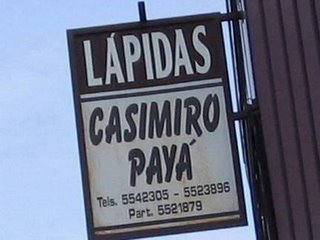 LÁPIDAS
CASIMIRO
PAYÁ
Tels. 5542305 - 5523896
Part. 5521879